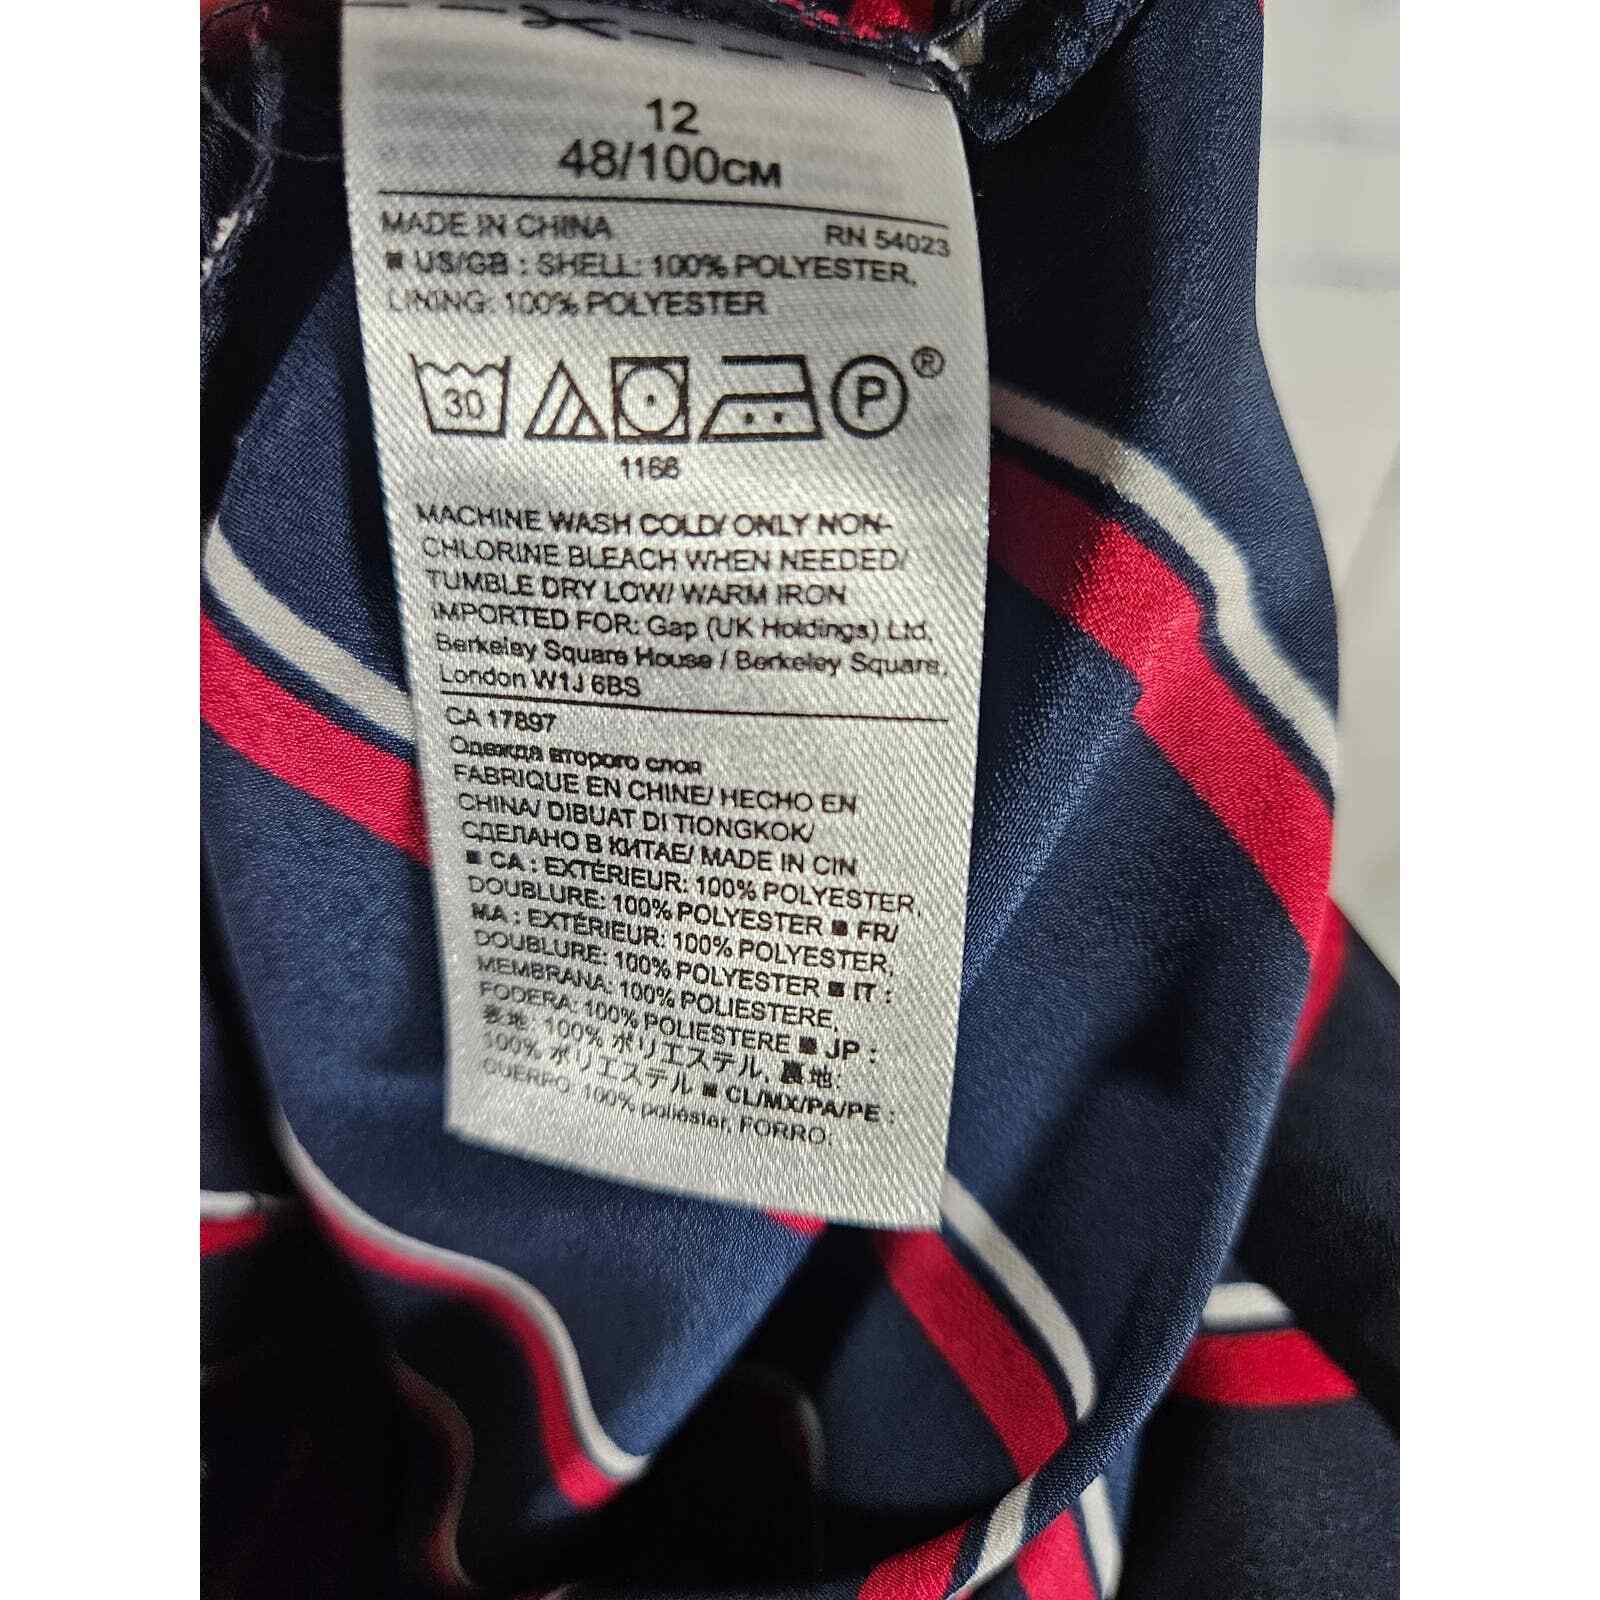 12
48/100CM
MADE IN CHINA RN 54023
■ US/GB : SHELL: 100% POLYESTER,
LINING: 100% POLYESTER
30 P ®
1166
MACHINE WASH COLD/ ONLY NON-
CHLORINE BLEACH WHEN NEEDED/
TUMBLE DRY LOW/ WARM IRON
IMPORTED FOR: Gap (UK Holdings) Ltd.
Berkeley Square House / Berkeley Square,
London W1J 6BS
CA 17897
Одежда второго слоя
FABRIQUE EN CHINE/ HECHO EN
CHINA/ DIBUAT DI TIONGKOK/
СДЕЛАНО В КИТАЕ/ MADE IN CIN
■ CA : EXTÉRIEUR: 100% POLYESTER,
DOUBLURE: 100% POLYESTER ■ FR/
MA : EXTÉRIEUR: 100% POLYESTER,
DOUBLURE: 100% POLYESTER ■ IT :
MEMBRANA: 100% POLIESTERE,
FODERA: 100% POLIESTERE ■ JP :
表地: 100% ポリエステル, 裏地:
100% ポリエステル ■ CL/MX/PA/PE :
CUERPO: 100% poliéster, FORRO: